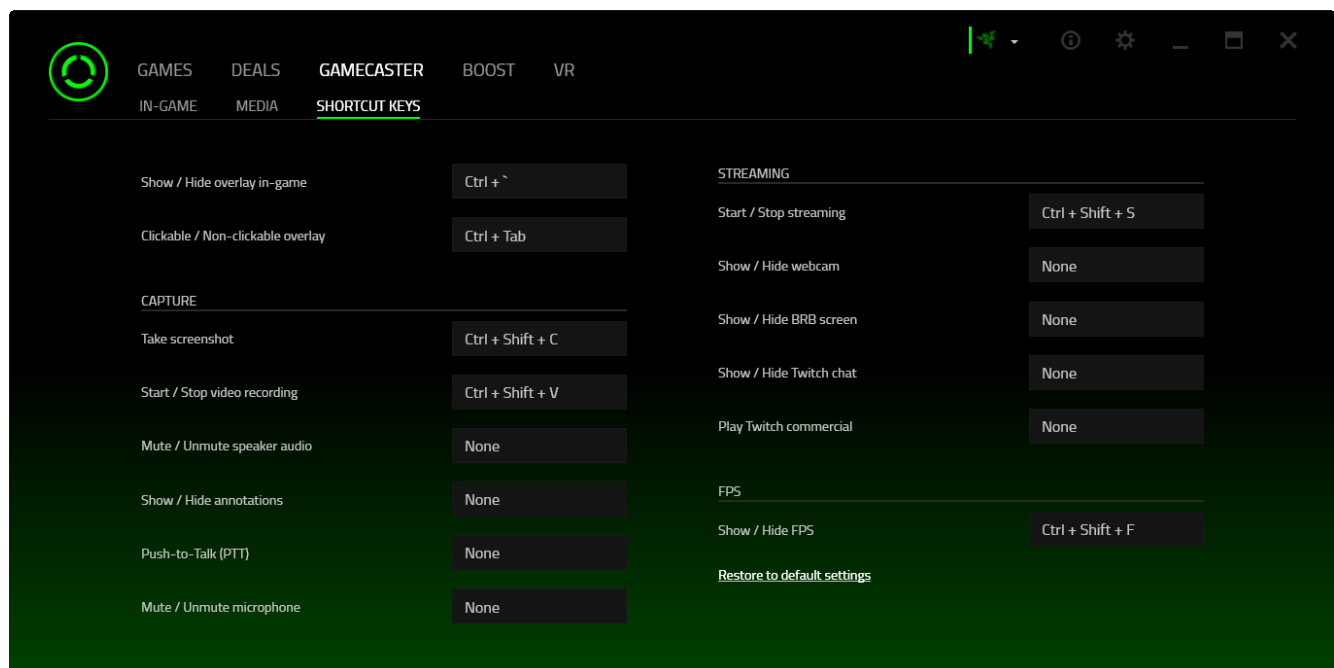 GAMES DEALS GAMECASTER BOOST VR
IN-GAME MEDIA SHORTCUT KEYS
Show / Hide overlay in-game Ctrl + `
Clickable / Non-clickable overlay Ctrl + Tab
CAPTURE
Take screenshot Ctrl + Shift + C
Start / Stop video recording Ctrl + Shift + V
Mute / Unmute speaker audio None
Show / Hide annotations None
Push-to-Talk (PTT) None
Mute / Unmute microphone None
STREAMING
Start / Stop streaming Ctrl + Shift + S
Show / Hide webcam None
Show / Hide BRB screen None
Show / Hide Twitch chat None
Play Twitch commercial None
FPS
Show / Hide FPS Ctrl + Shift + F
Restore to default settings